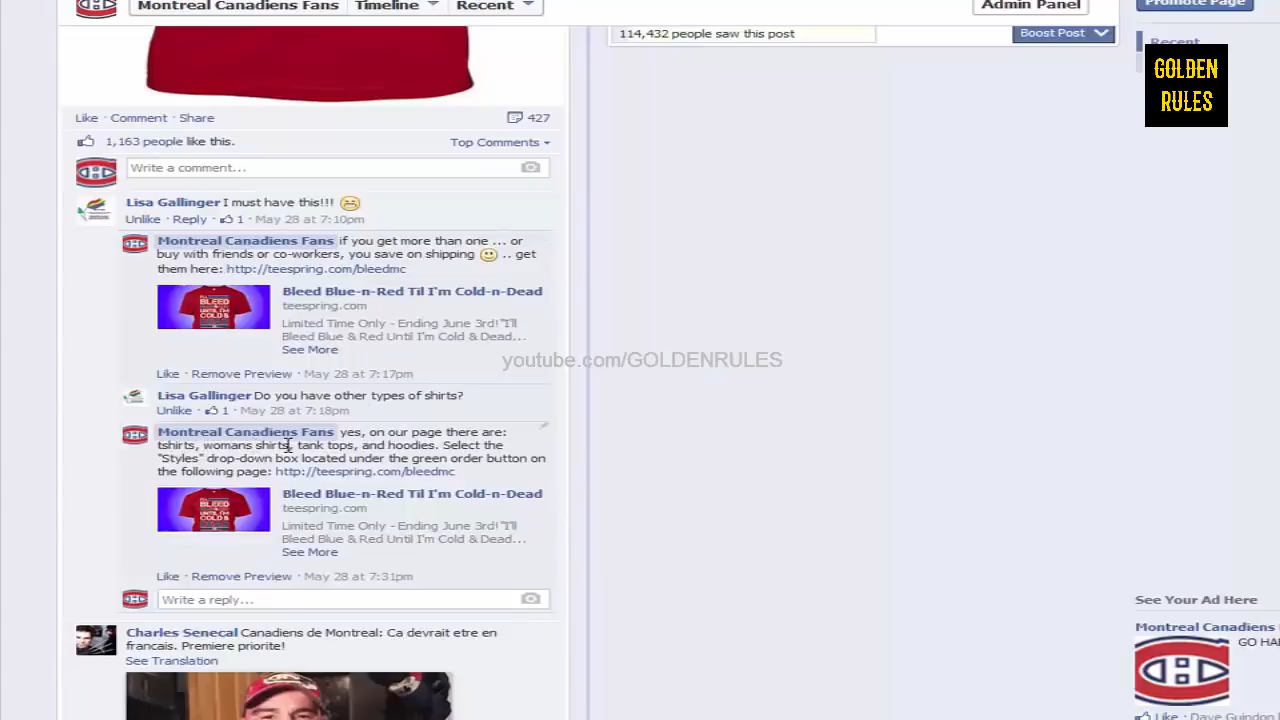 Montreal Canadiens Fans Timeline Recent Admin Panel
Promote Page
114,432 people saw this post Boost Post
Recent
GOLDEN
RULES
Like · Comment · Share 427
1,163 people like this. Top Comments
Write a comment...
Lisa Gallinger I must have this!!!
Unlike · Reply · 1 · May 28 at 7:10pm
Montreal Canadiens Fans if you get more than one ... or
buy with friends or co-workers, you save on shipping .. get
them here: http://teespring.com/bleedmc
BLEED
Bleed Blue-n-Red Til I'm Cold-n-Dead
teespring.com
Limited Time Only - Ending June 3rd! "I'll
Bleed Blue & Red Until I'm Cold & Dead...
See More
youtube.com/GOLDENRULES
Like · Remove Preview · May 28 at 7:17pm
Lisa Gallinger Do you have other types of shirts?
Unlike · 1 · May 28 at 7:18pm
Montreal Canadiens Fans yes, on our page there are:
tshirts, womans shirts, tank tops, and hoodies. Select the
"Styles" drop-down box located under the green order button on
the following page: http://teespring.com/bleedmc
BLEED
Bleed Blue-n-Red Til I'm Cold-n-Dead
teespring.com
Limited Time Only - Ending June 3rd! "I'll
Bleed Blue & Red Until I'm Cold & Dead...
See More
Like · Remove Preview · May 28 at 7:31pm
Write a reply...
Charles Senecal Canadiens de Montreal: Ca devrait etre en
francais. Premiere priorite!
See Translation
See Your Ad Here
Montreal Canadiens
GO HA
Like · Dave Guindon